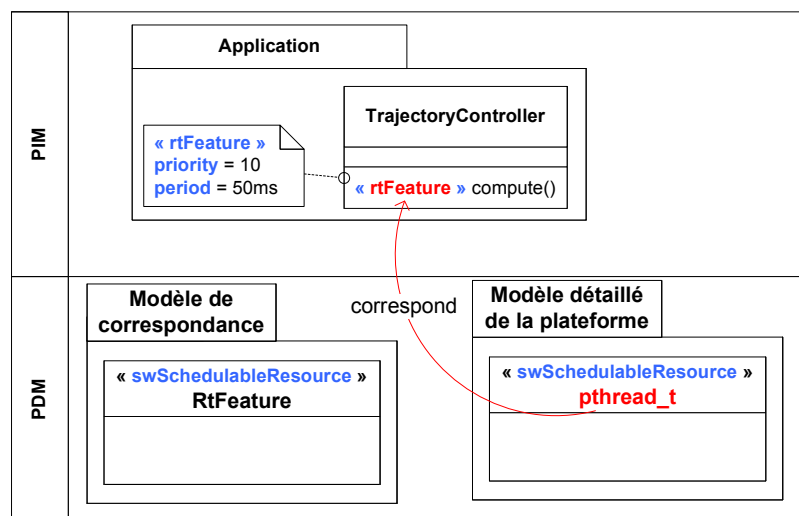 PIM
Application
TrajectoryController
« rtFeature »
priority = 10
period = 50ms
« rtFeature » compute()
correspond
PDM
Modèle de
correspondance
« swSchedulableResource »
RtFeature
Modèle détaillé
de la plateforme
« swSchedulableResource »
pthread_t